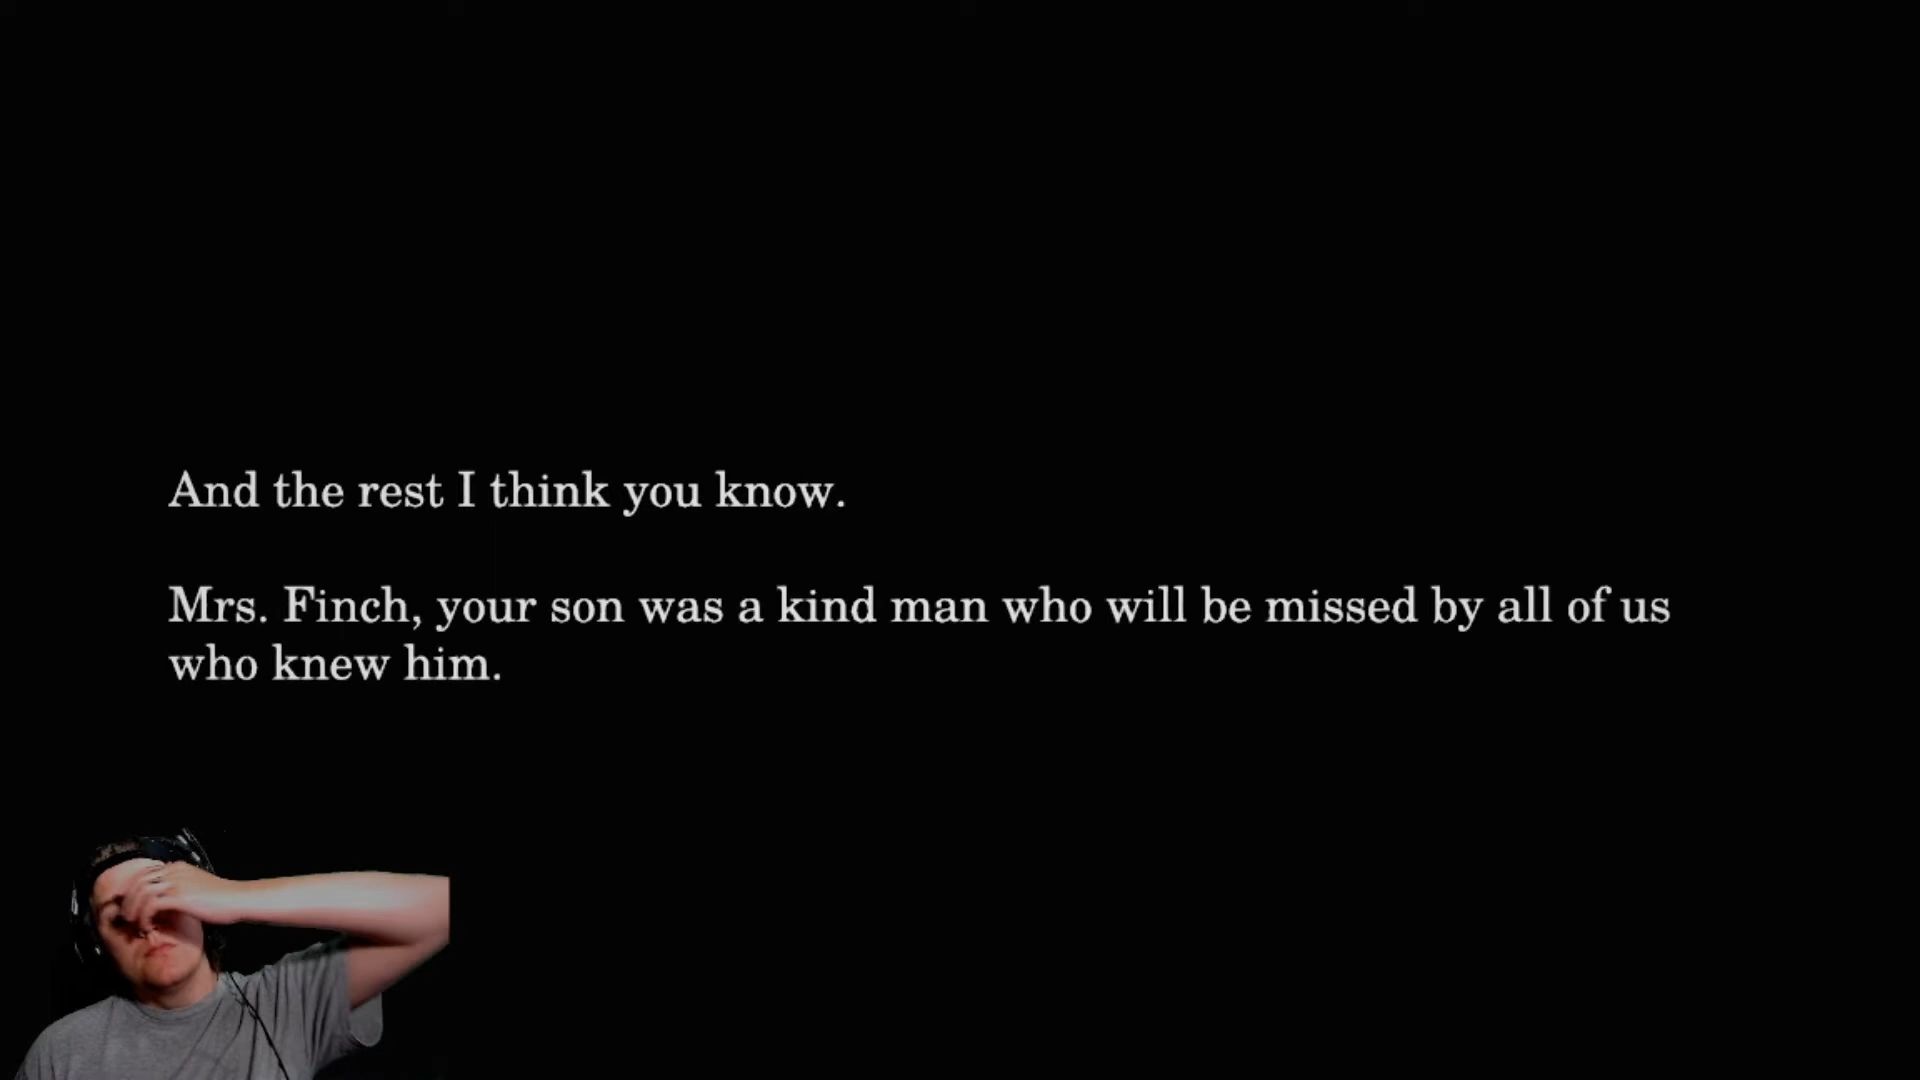 And the rest I think you know.
Mrs. Finch, your son was a kind man who will be missed by all of us
who knew him.